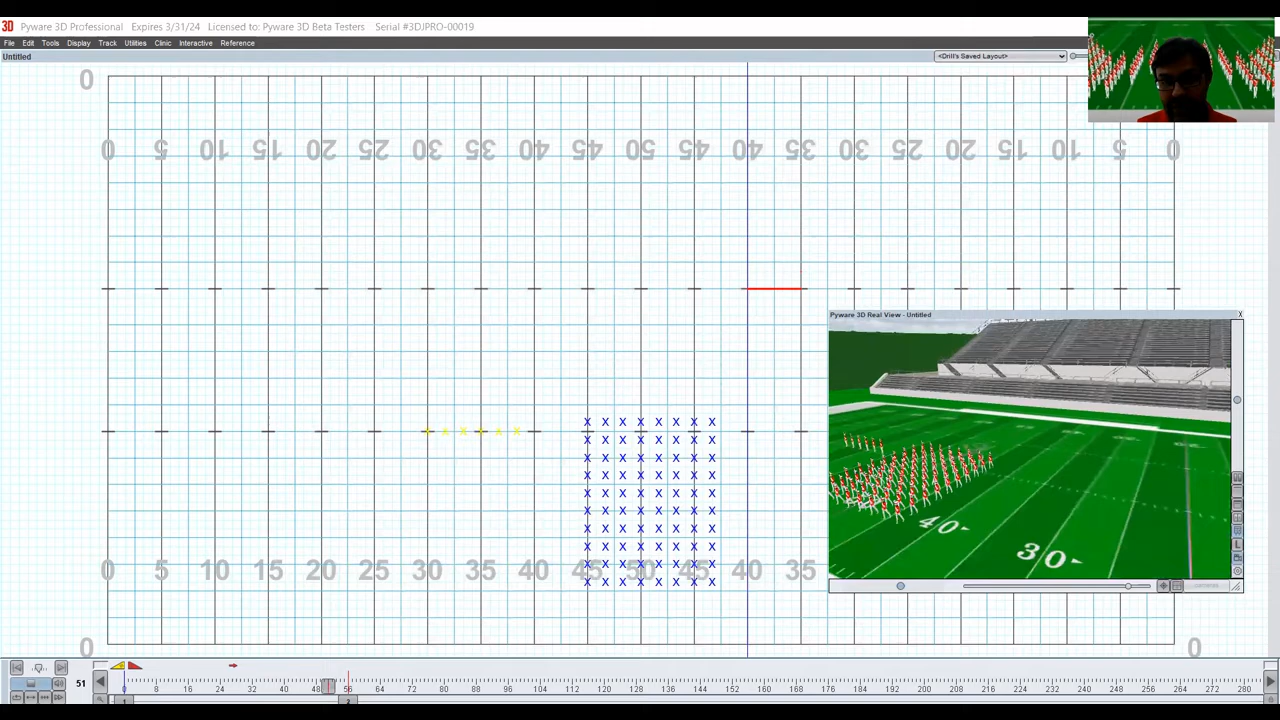 3D Pyware 3D Professional Expires 3/31/24 Licensed to: Pyware 3D Beta Testers Serial #3DJPRO-00019
File Edit Tools Display Track Utilities Clinic Interactive Reference
Untitled <Drill's Saved Layout>
0
0 5 10 15 20 25 30 35 40 45 50 45 40 35 30 25 20 15 10 5 0
Pyware 3D Real View - Untitled X
40
30
0 5 10 15 20 25 30 35 40 45 50 45 40 35
L
0 0
51
0 8 16 24 32 40 48 56 64 72 80 88 96 104 112 120 128 136 144 152 160 168 176 184 192 200 208 216 224 232 240 248 256 264 272 280
1 2